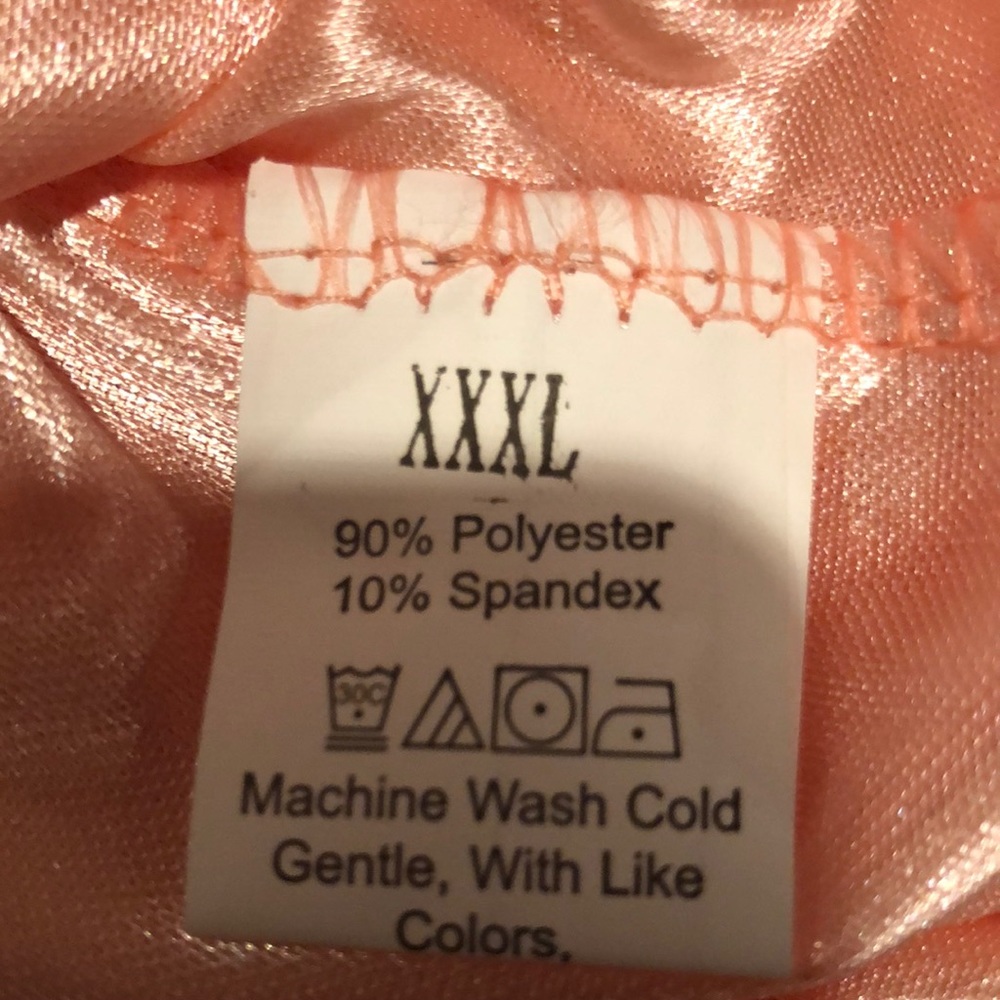 XXXL
90% Polyester
10% Spandex
30C
Machine Wash Cold
Gentle, With Like
Colors,